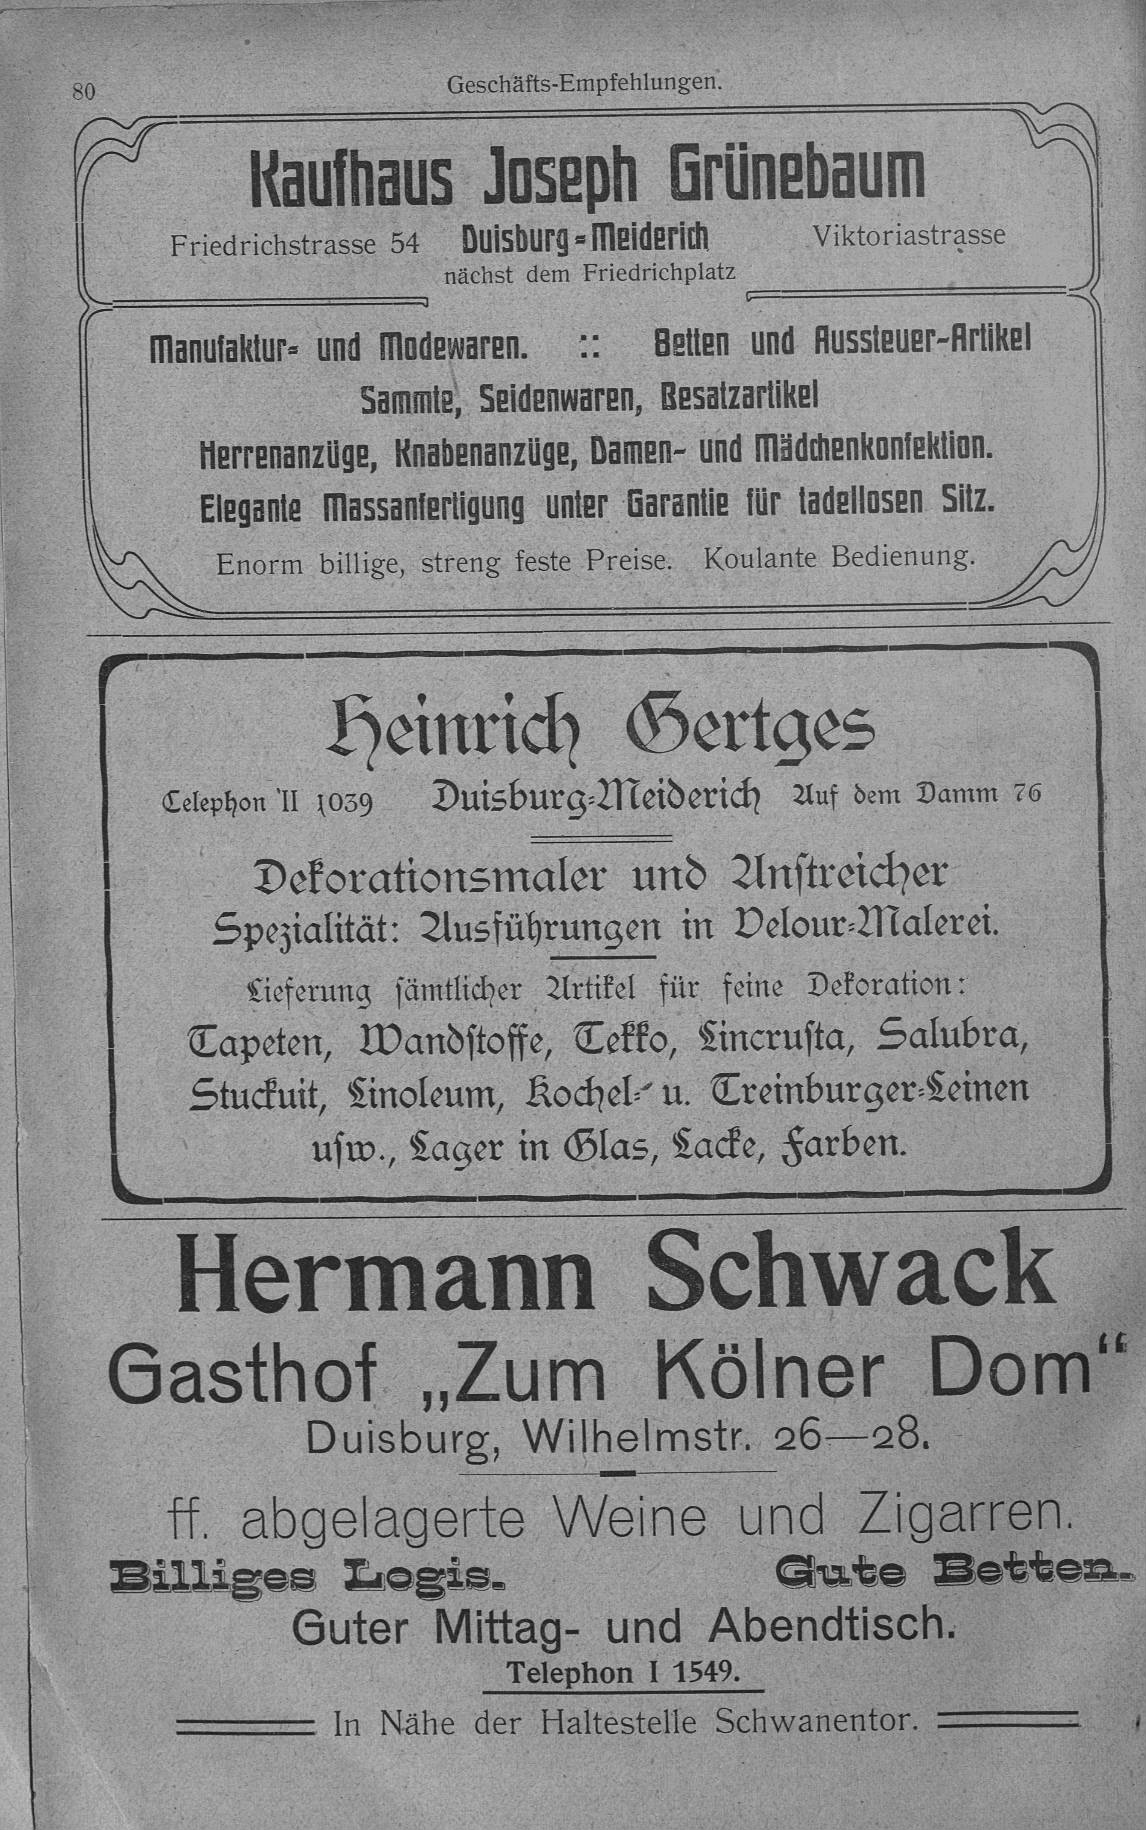 80
Geschäfts-Empfehlungen.
Kaufhaus Joseph Grünebaum
Friedrichstrasse 54 Duisburg-Meiderich Viktoriastrasse
nächst dem Friedrichplatz
Manufaktur- und Modewaren. :: Betten und Aussteuer-Artikel
Sammte, Seidenwaren, Besatzartikel
Herrenanzüge, Knabenanzüge, Damen- und Mädchenkonfektion.
Elegante Massanfertigung unter Garantie für tadellosen Sitz.
Enorm billige, streng feste Preise. Koulante Bedienung.
Heinrich Gertges
Telephon II 1039 Duisburg-Meiderich Auf dem Damm 76
Dekorationsmaler und Anstreicher
Spezialität: Ausführungen in Velour-Malerei.
Lieferung sämtlicher Artikel für feine Dekoration:
Tapeten, Wandstoffe, Tekko, Lincrusta, Salubra,
Stuckuit, Linoleum, Kochel- u. Treinburger-Leinen
usw., Lager in Glas, Lacke, Farben.
Hermann Schwack
Gasthof „Zum Kölner Dom“
Duisburg, Wilhelmstr. 26—28.
ff. abgelagerte Weine und Zigarren.
Billiges Logis. Gute Betten.
Guter Mittag- und Abendtisch.
Telephon I 1549.
In Nähe der Haltestelle Schwanentor.